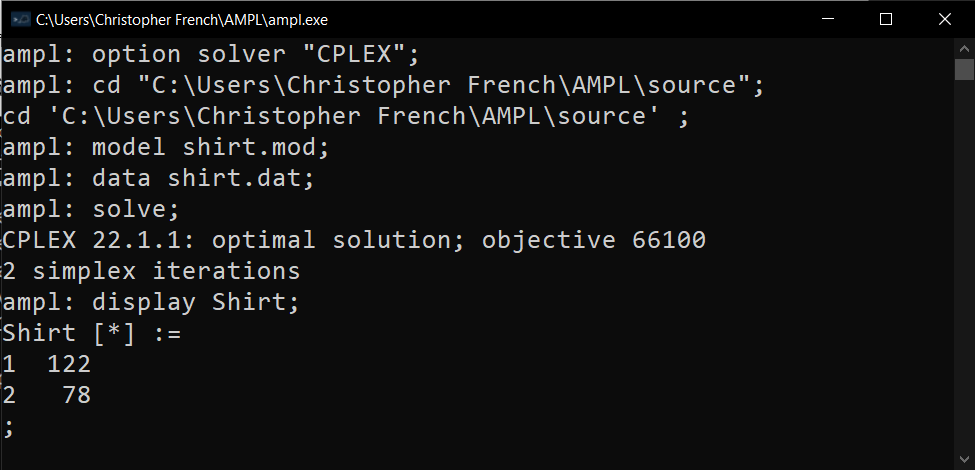 C:\Users\Christopher French\AMPL\ampl.exe
ampl: option solver "CPLEX";
ampl: cd "C:\Users\Christopher French\AMPL\source";
cd 'C:\Users\Christopher French\AMPL\source' ;
ampl: model shirt.mod;
ampl: data shirt.dat;
ampl: solve;
CPLEX 22.1.1: optimal solution; objective 66100
2 simplex iterations
ampl: display Shirt;
Shirt [*] :=
1  122
2   78
;